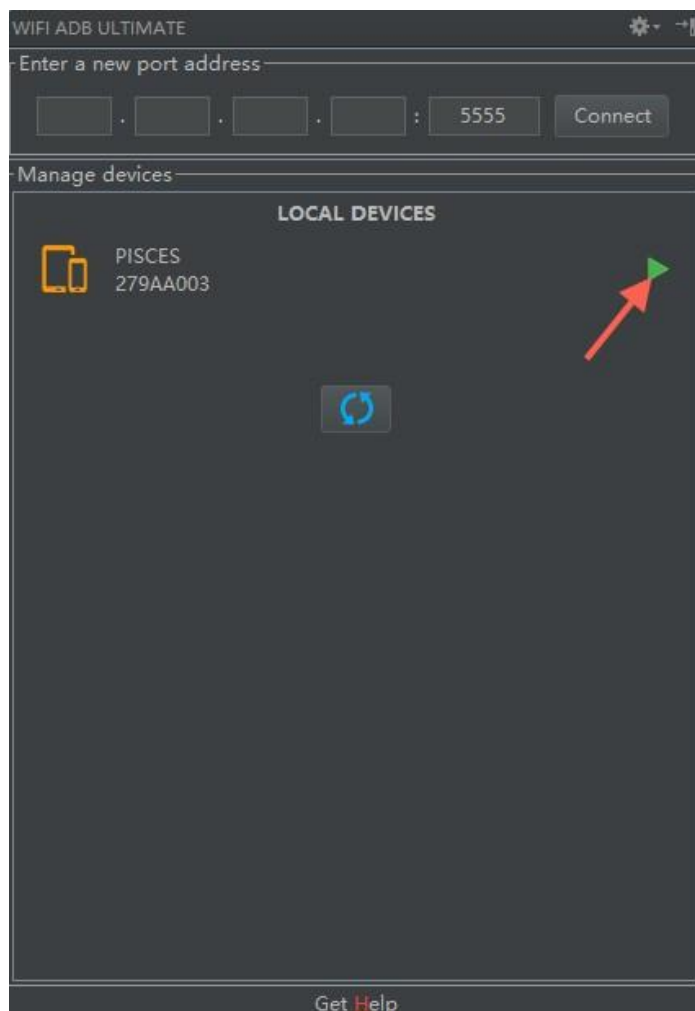 WIFI ADB ULTIMATE
Enter a new port address
. . . : 5555 Connect
Manage devices
LOCAL DEVICES
PISCES
279AA003
Get Help